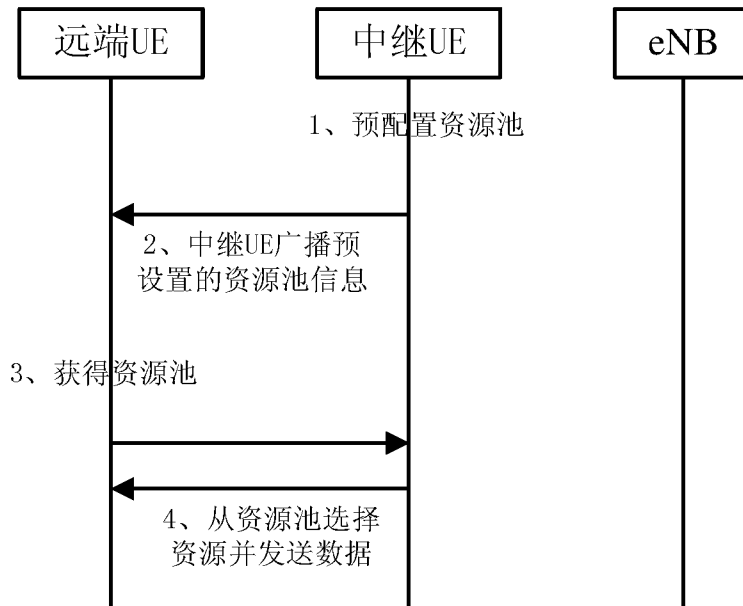 远端UE
中继UE
eNB
1、预配置资源池
2、中继UE广播预
设置的资源池信息
3、获得资源池
4、从资源池选择
资源并发送数据